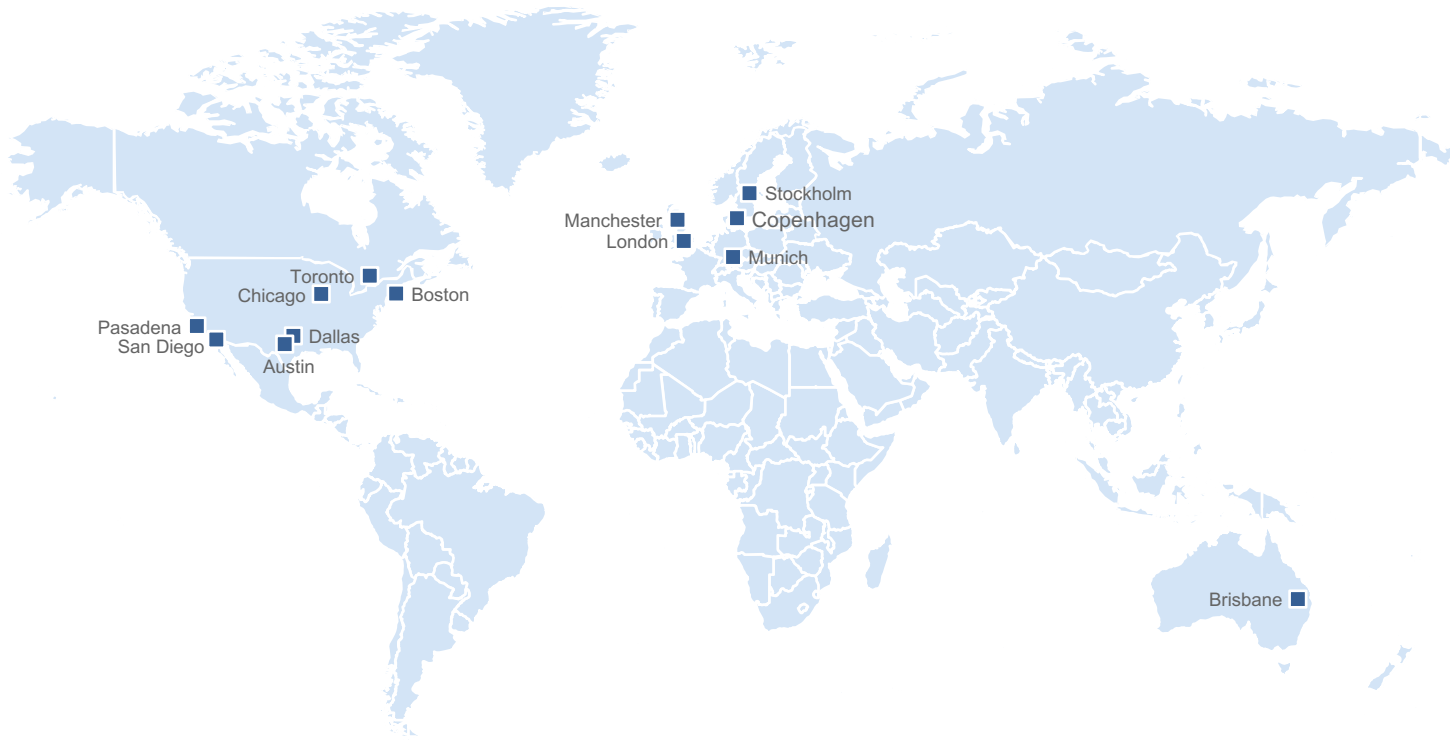 Stockholm
Manchester
Copenhagen
London
Munich
Toronto
Chicago
Boston
Pasadena
San Diego
Dallas
Austin
Brisbane